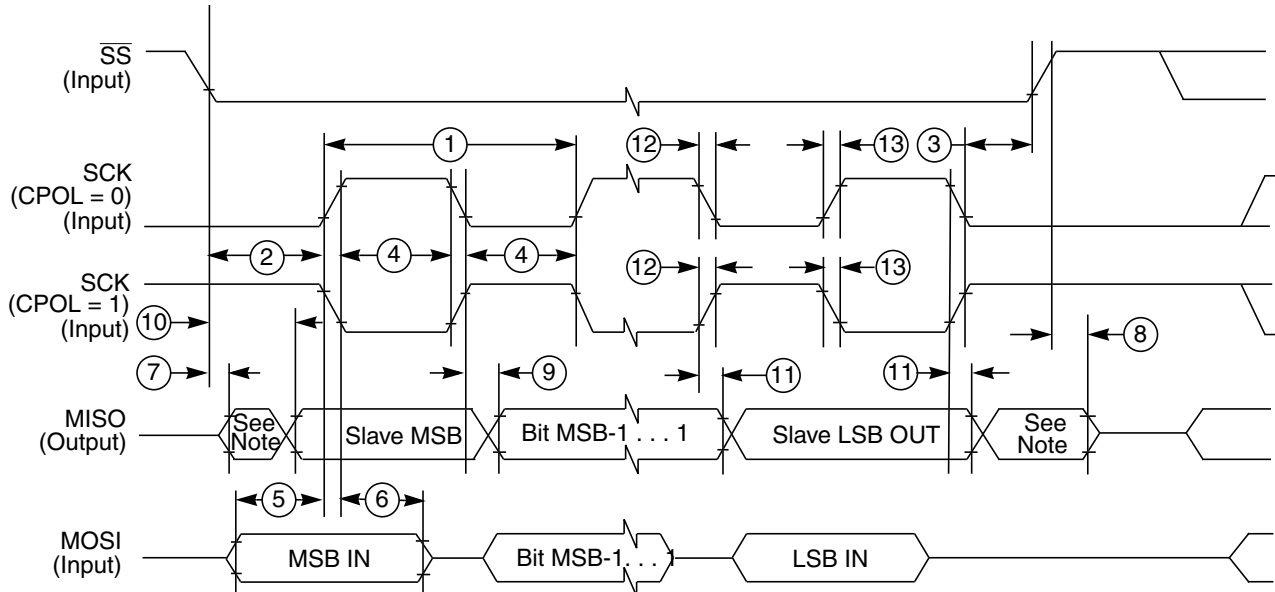 SS
(Input)
1
12
13
3
SCK
(CPOL = 0)
(Input)
2
4
4
12
13
SCK
(CPOL = 1)
(Input)
10
8
7
9
11
11
MISO
(Output)
See
Note
Slave MSB
Bit MSB-1 . . . 1
Slave LSB OUT
See
Note
5
6
MOSI
(Input)
MSB IN
Bit MSB-1. . . 1
LSB IN